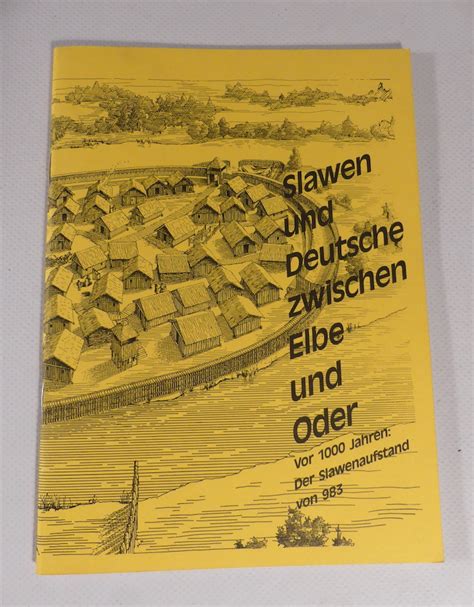 Slawen
und
Deutsche
zwischen
Elbe
und
Oder
Vor 1000 Jahren:
Der Slawenaufstand
von 983